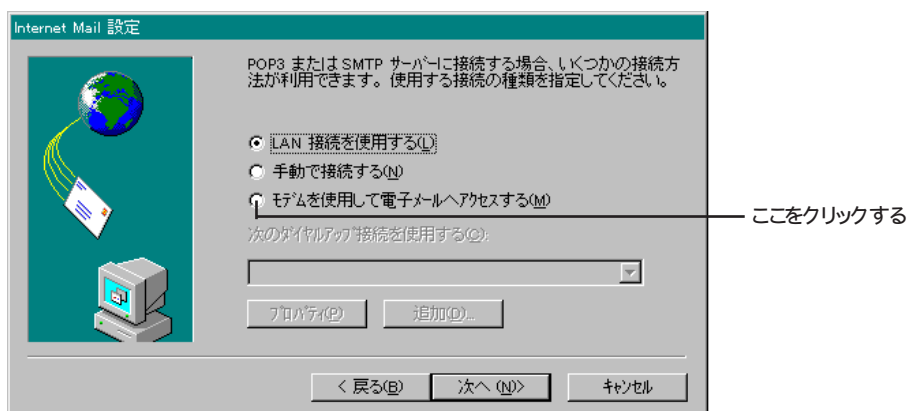 Internet Mail 設定
POP3 または SMTP サーバーに接続する場合、いくつかの接続方
法が利用できます。使用する接続の種類を指定してください。
LAN 接続を使用する(L)
手動で接続する(N)
モデムを使用して電子メールへアクセスする(M)
ここをクリックする
次のダイヤルアップ接続を使用する(C):
プロパティ(P)
追加(D)...
< 戻る(B)
次へ (N)>
キャンセル